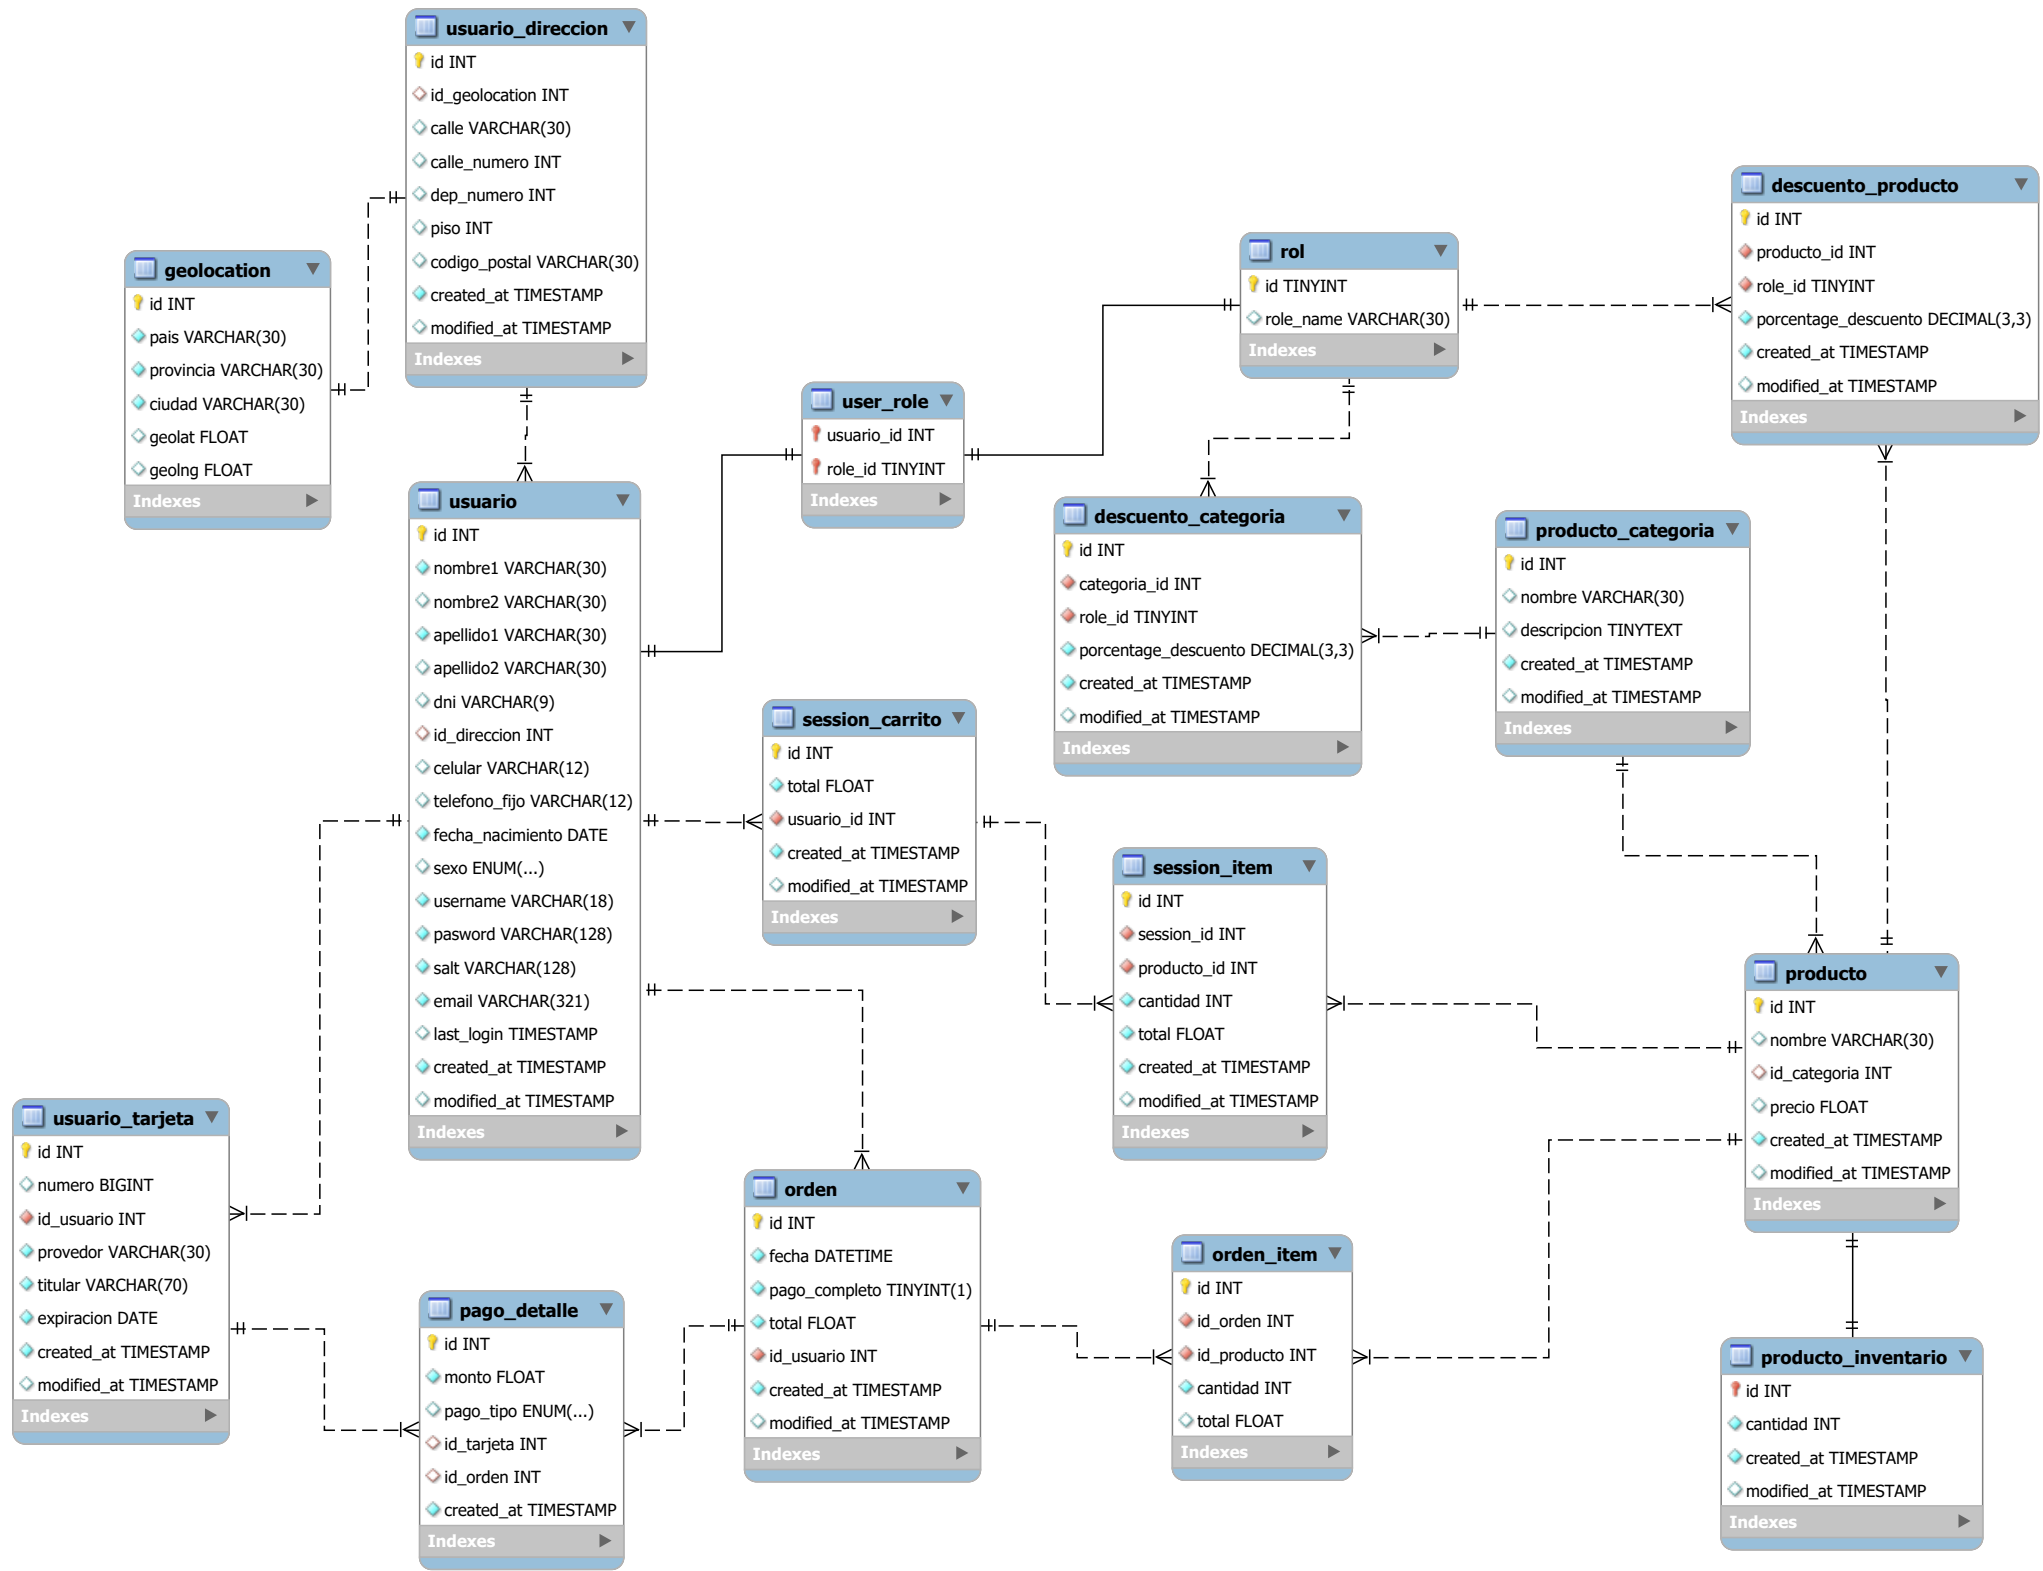 usuario_direccion
id INT
id_geolocation INT
calle VARCHAR(30)
calle_numero INT
dep_numero INT
piso INT
codigo_postal VARCHAR(30)
created_at TIMESTAMP
modified_at TIMESTAMP
Indexes
geolocation
id INT
pais VARCHAR(30)
provincia VARCHAR(30)
ciudad VARCHAR(30)
geolat FLOAT
geolng FLOAT
Indexes
descuento_producto
id INT
producto_id INT
role_id TINYINT
porcentage_descuento DECIMAL(3,3)
created_at TIMESTAMP
modified_at TIMESTAMP
Indexes
rol
id TINYINT
role_name VARCHAR(30)
Indexes
user_role
usuario_id INT
role_id TINYINT
Indexes
usuario
id INT
nombre1 VARCHAR(30)
nombre2 VARCHAR(30)
apellido1 VARCHAR(30)
apellido2 VARCHAR(30)
dni VARCHAR(9)
id_direccion INT
celular VARCHAR(12)
telefono_fijo VARCHAR(12)
fecha_nacimiento DATE
sexo ENUM(...)
username VARCHAR(18)
pasword VARCHAR(128)
salt VARCHAR(128)
email VARCHAR(321)
last_login TIMESTAMP
created_at TIMESTAMP
modified_at TIMESTAMP
Indexes
descuento_categoria
id INT
categoria_id INT
role_id TINYINT
porcentage_descuento DECIMAL(3,3)
created_at TIMESTAMP
modified_at TIMESTAMP
Indexes
producto_categoria
id INT
nombre VARCHAR(30)
descripcion TINYTEXT
created_at TIMESTAMP
modified_at TIMESTAMP
Indexes
session_carrito
id INT
total FLOAT
usuario_id INT
created_at TIMESTAMP
modified_at TIMESTAMP
Indexes
session_item
id INT
session_id INT
producto_id INT
cantidad INT
total FLOAT
created_at TIMESTAMP
modified_at TIMESTAMP
Indexes
producto
id INT
nombre VARCHAR(30)
id_categoria INT
precio FLOAT
created_at TIMESTAMP
modified_at TIMESTAMP
Indexes
usuario_tarjeta
id INT
numero BIGINT
id_usuario INT
provedor VARCHAR(30)
titular VARCHAR(70)
expiracion DATE
created_at TIMESTAMP
modified_at TIMESTAMP
Indexes
orden
id INT
fecha DATETIME
pago_completo TINYINT(1)
total FLOAT
id_usuario INT
created_at TIMESTAMP
modified_at TIMESTAMP
Indexes
orden_item
id INT
id_orden INT
id_producto INT
cantidad INT
total FLOAT
Indexes
pago_detalle
id INT
monto FLOAT
pago_tipo ENUM(...)
id_tarjeta INT
id_orden INT
created_at TIMESTAMP
Indexes
producto_inventario
id INT
cantidad INT
created_at TIMESTAMP
modified_at TIMESTAMP
Indexes